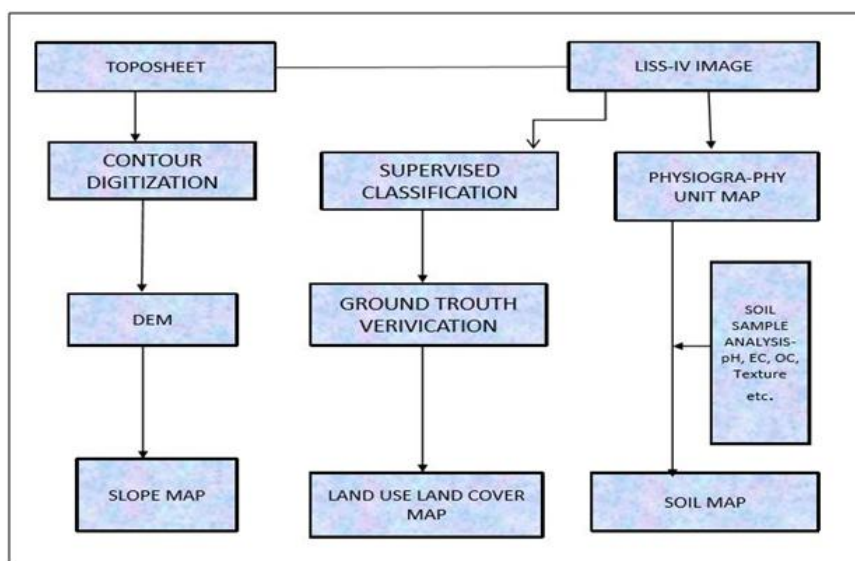 TOPOSHEET
LISS-IV IMAGE
CONTOUR
DIGITIZATION
SUPERVISED
CLASSIFICATION
PHYSIOGRA-PHY
UNIT MAP
DEM
GROUND TROUTH
VERIVICATION
SOIL
SAMPLE
ANALYSIS-
pH, EC, OC,
Texture
etc.
SLOPE MAP
LAND USE LAND COVER
MAP
SOIL MAP